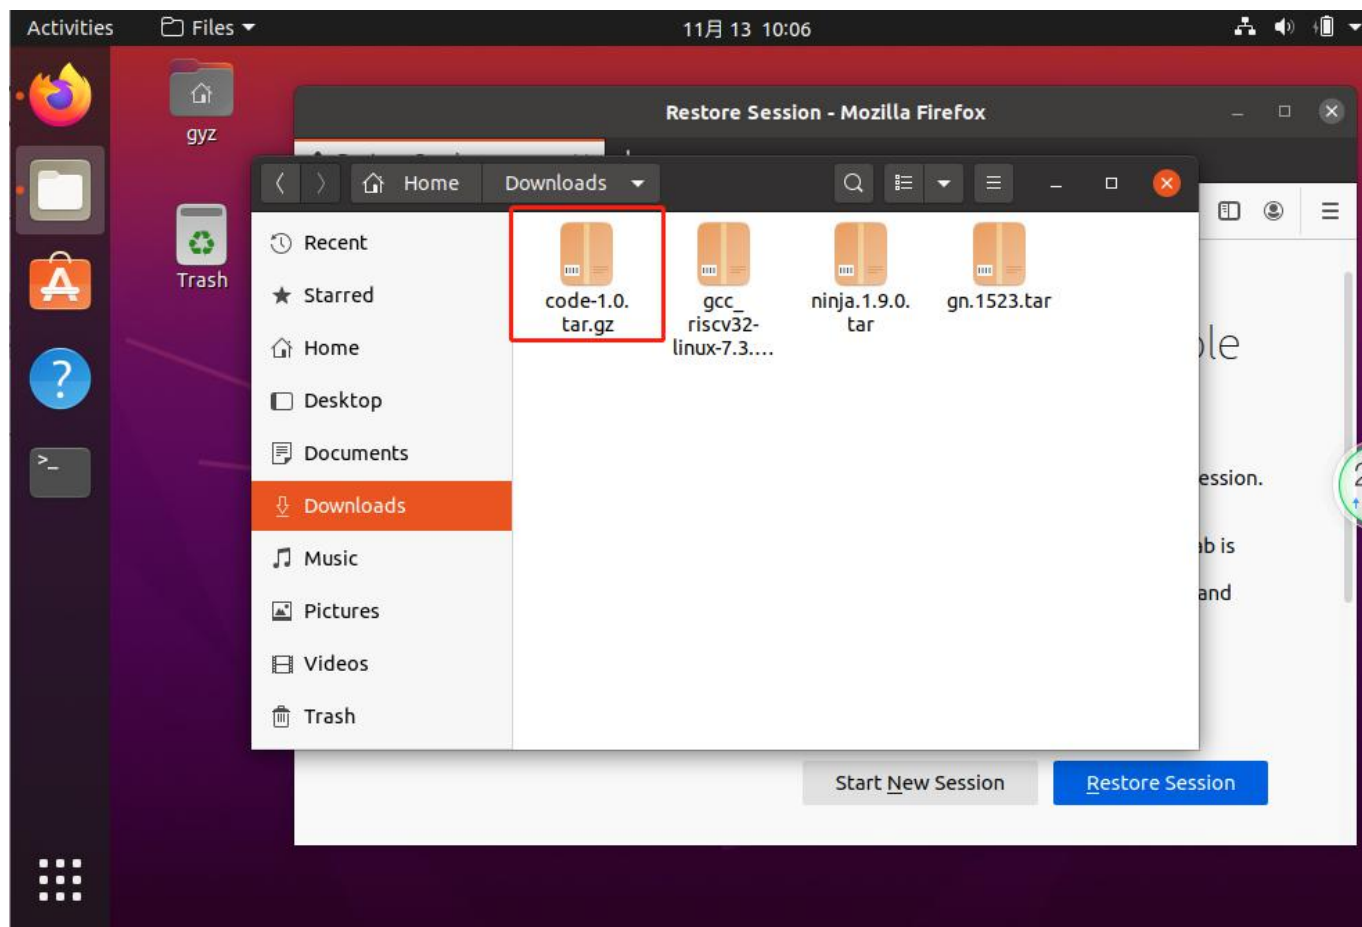 Activities
Files
11月 13 10:06
gyz
Trash
Restore Session - Mozilla Firefox
Home
Downloads
Recent
Starred
Home
Desktop
Documents
Downloads
Music
Pictures
Videos
Trash
code-1.0.
tar.gz
gcc_
riscv32-
linux-7.3....
ninja.1.9.0.
tar
gn.1523.tar
ession.
ab is
and
Start New Session
Restore Session